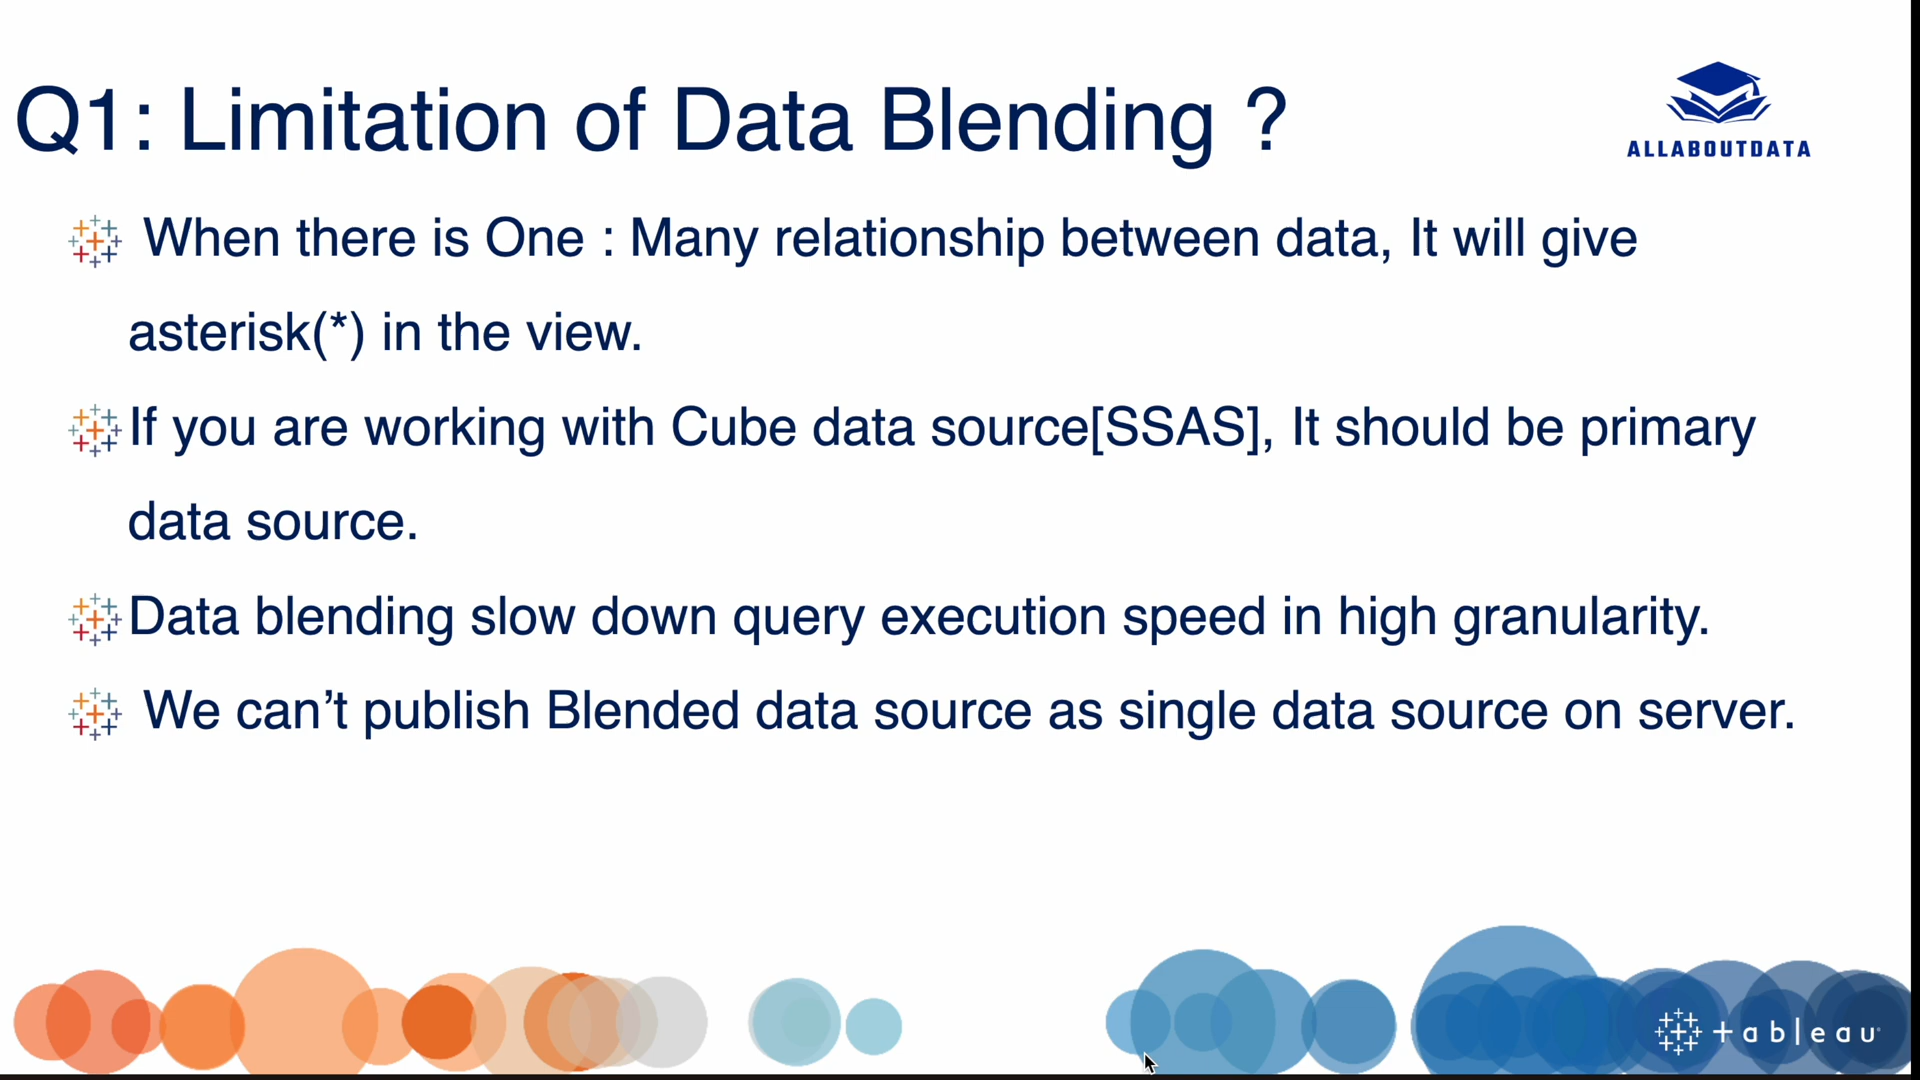 Q1: Limitation of Data Blending ?
ALLABOUTDATA
When there is One : Many relationship between data, It will give
asterisk(*) in the view.
If you are working with Cube data source[SSAS], It should be primary
data source.
Data blending slow down query execution speed in high granularity.
We can’t publish Blended data source as single data source on server.
+ableau